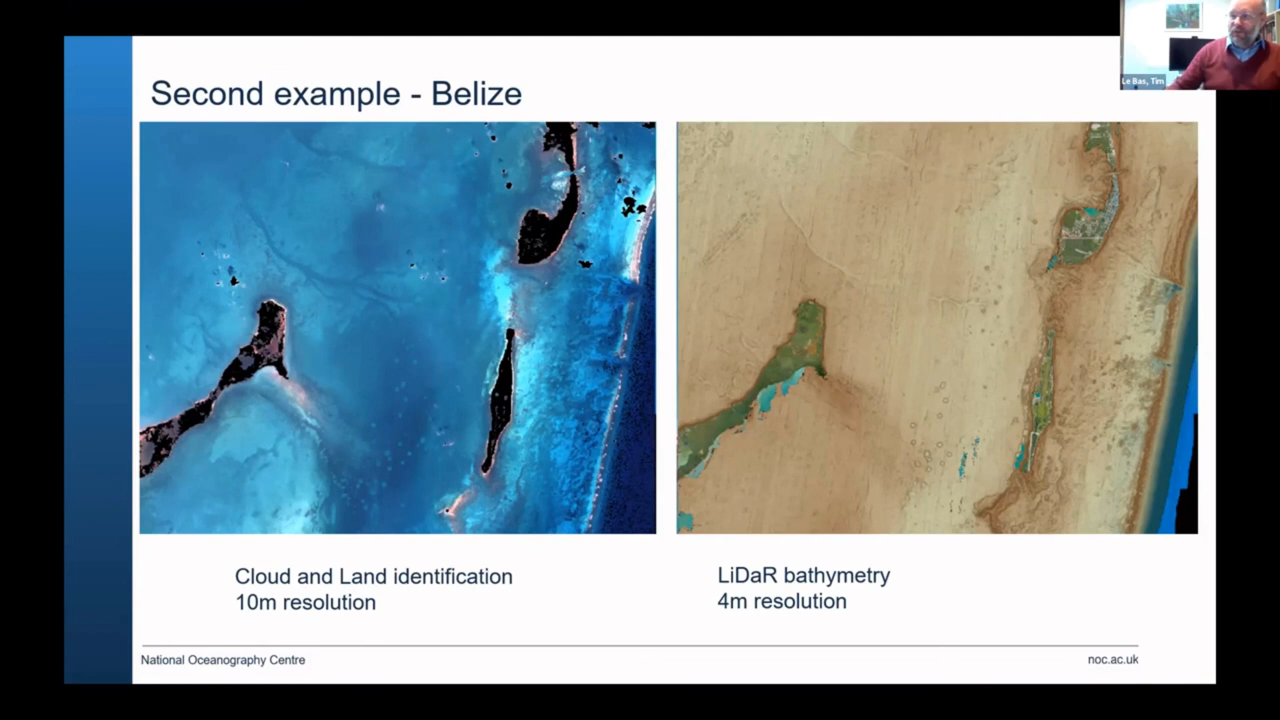 Le Bas, Tim
Second example - Belize
Cloud and Land identification
10m resolution
LiDaR bathymetry
4m resolution
National Oceanography Centre
noc.ac.uk